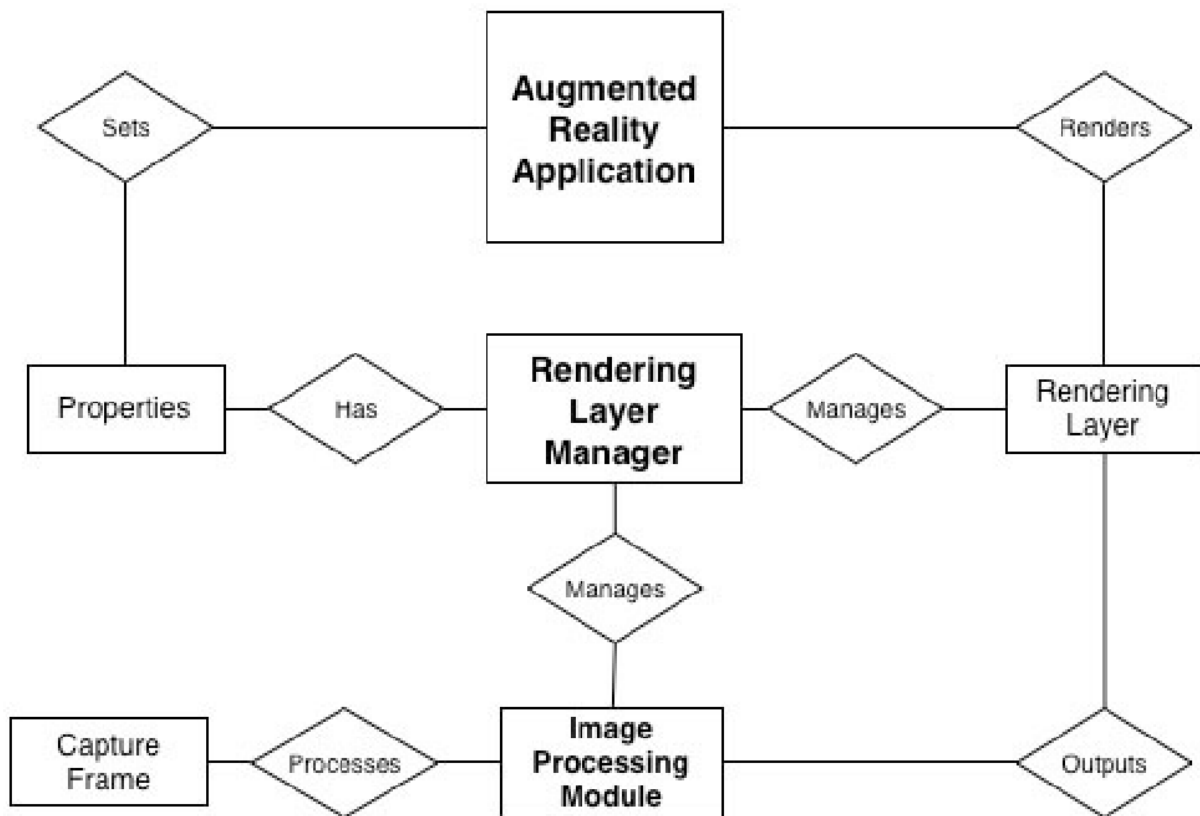 Augmented
Reality
Application
Sets
Renders
Properties
Has
Rendering
Layer
Manager
Manages
Rendering
Layer
Manages
Capture
Frame
Processes
Image
Processing
Module
Outputs